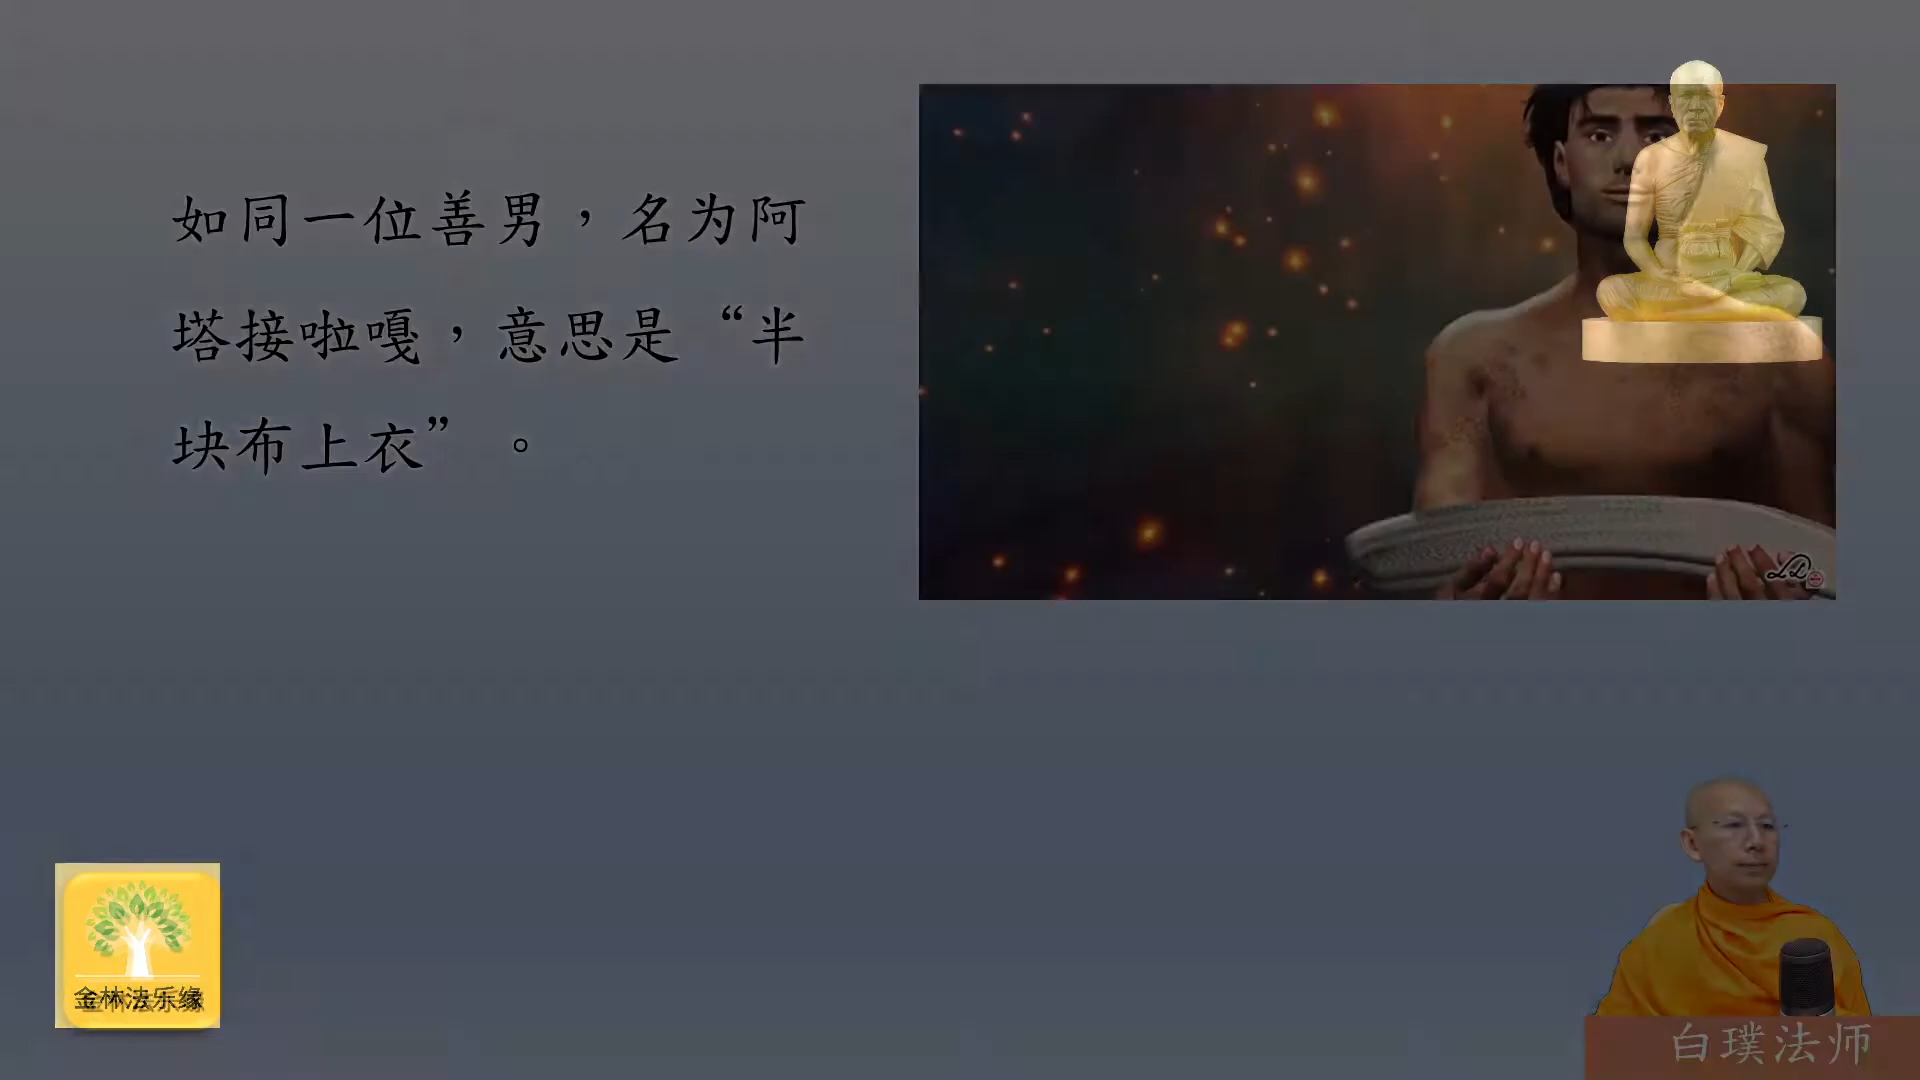 如同一位善男，名为阿
塔接啦嘎，意思是“半
块布上衣”。
金林法乐缘
白璞法师